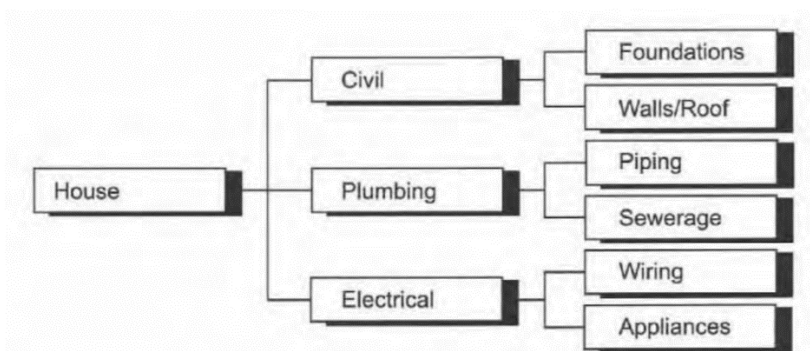 House
Civil
Foundations
Walls/Roof
Plumbing
Piping
Sewerage
Electrical
Wiring
Appliances